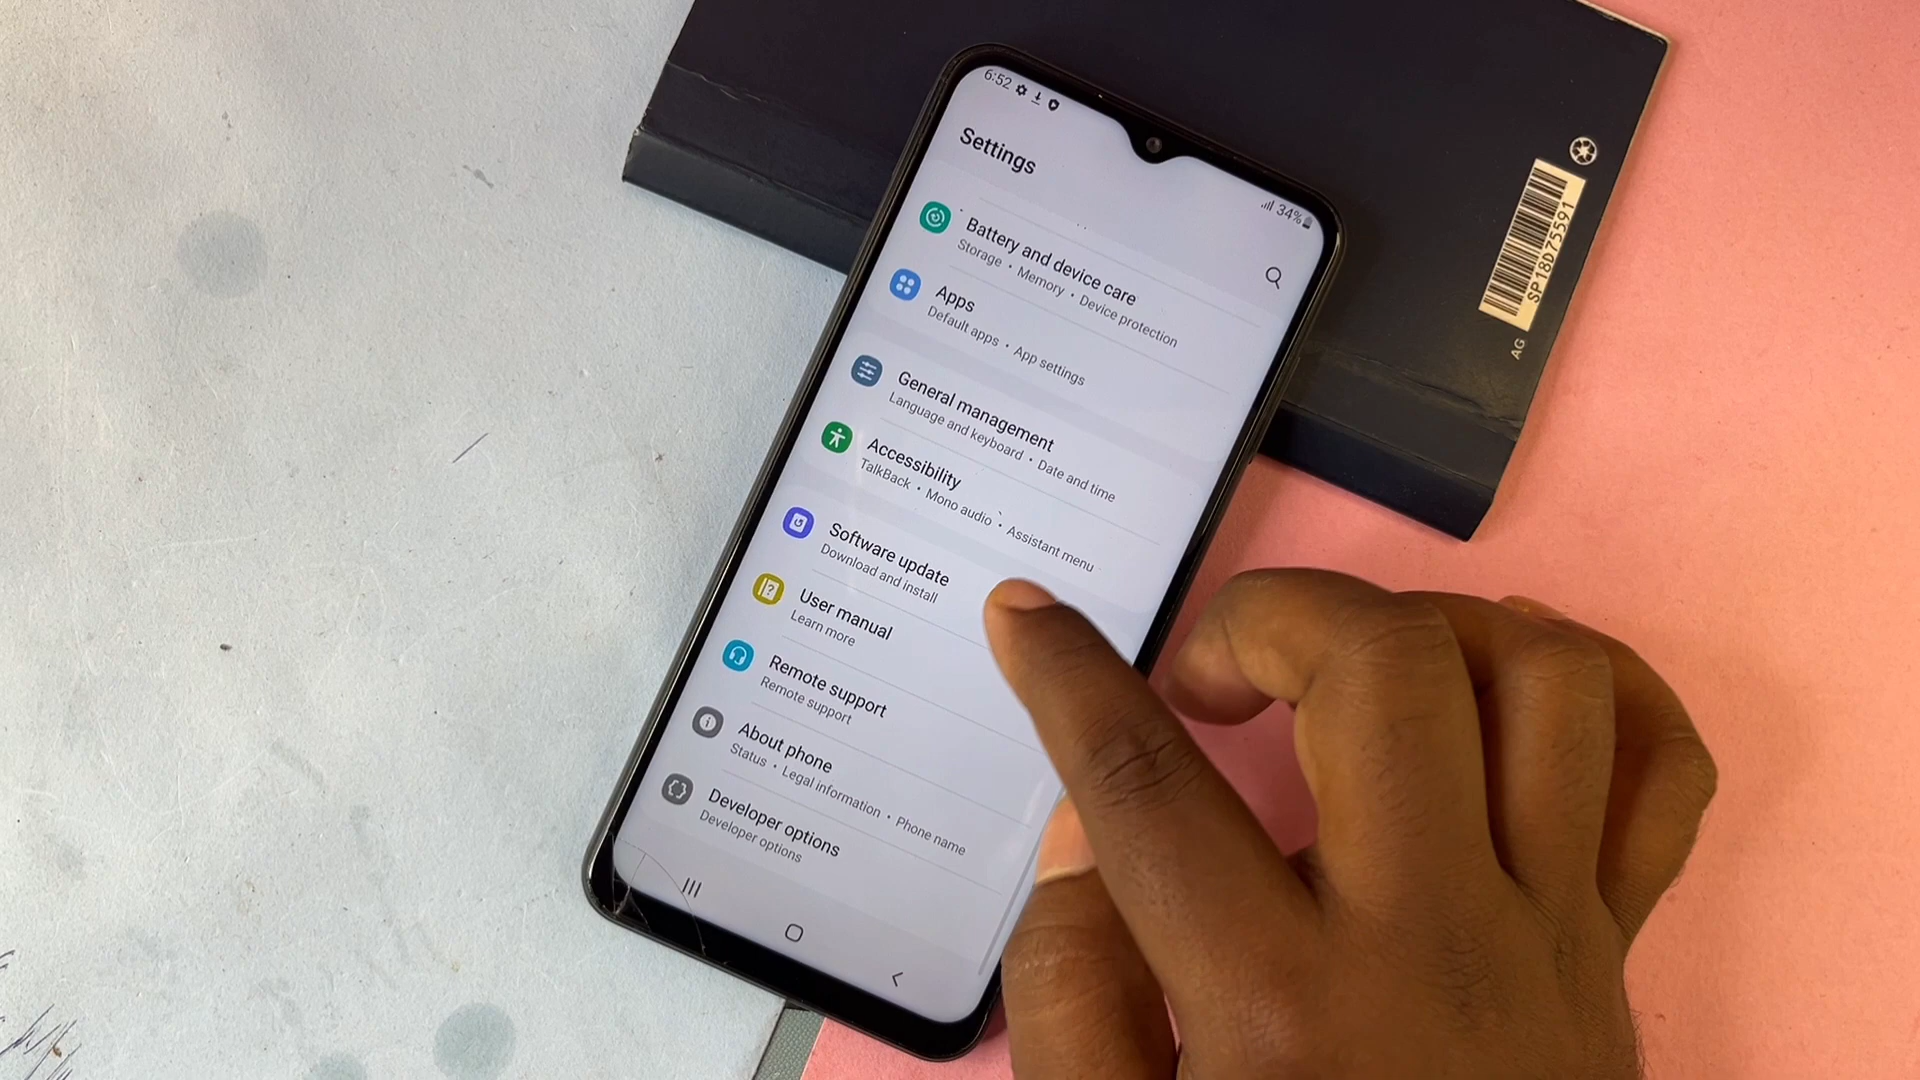 6:52
34%
Settings
Battery and device care
Storage • Memory • Device protection
Apps
Default apps • App settings
General management
Language and keyboard • Date and time
Accessibility
TalkBack • Mono audio • Assistant menu
Software update
Download and install
User manual
Learn more
Remote support
Remote support
About phone
Status • Legal information • Phone name
Developer options
Developer options
SP18D75591
AG